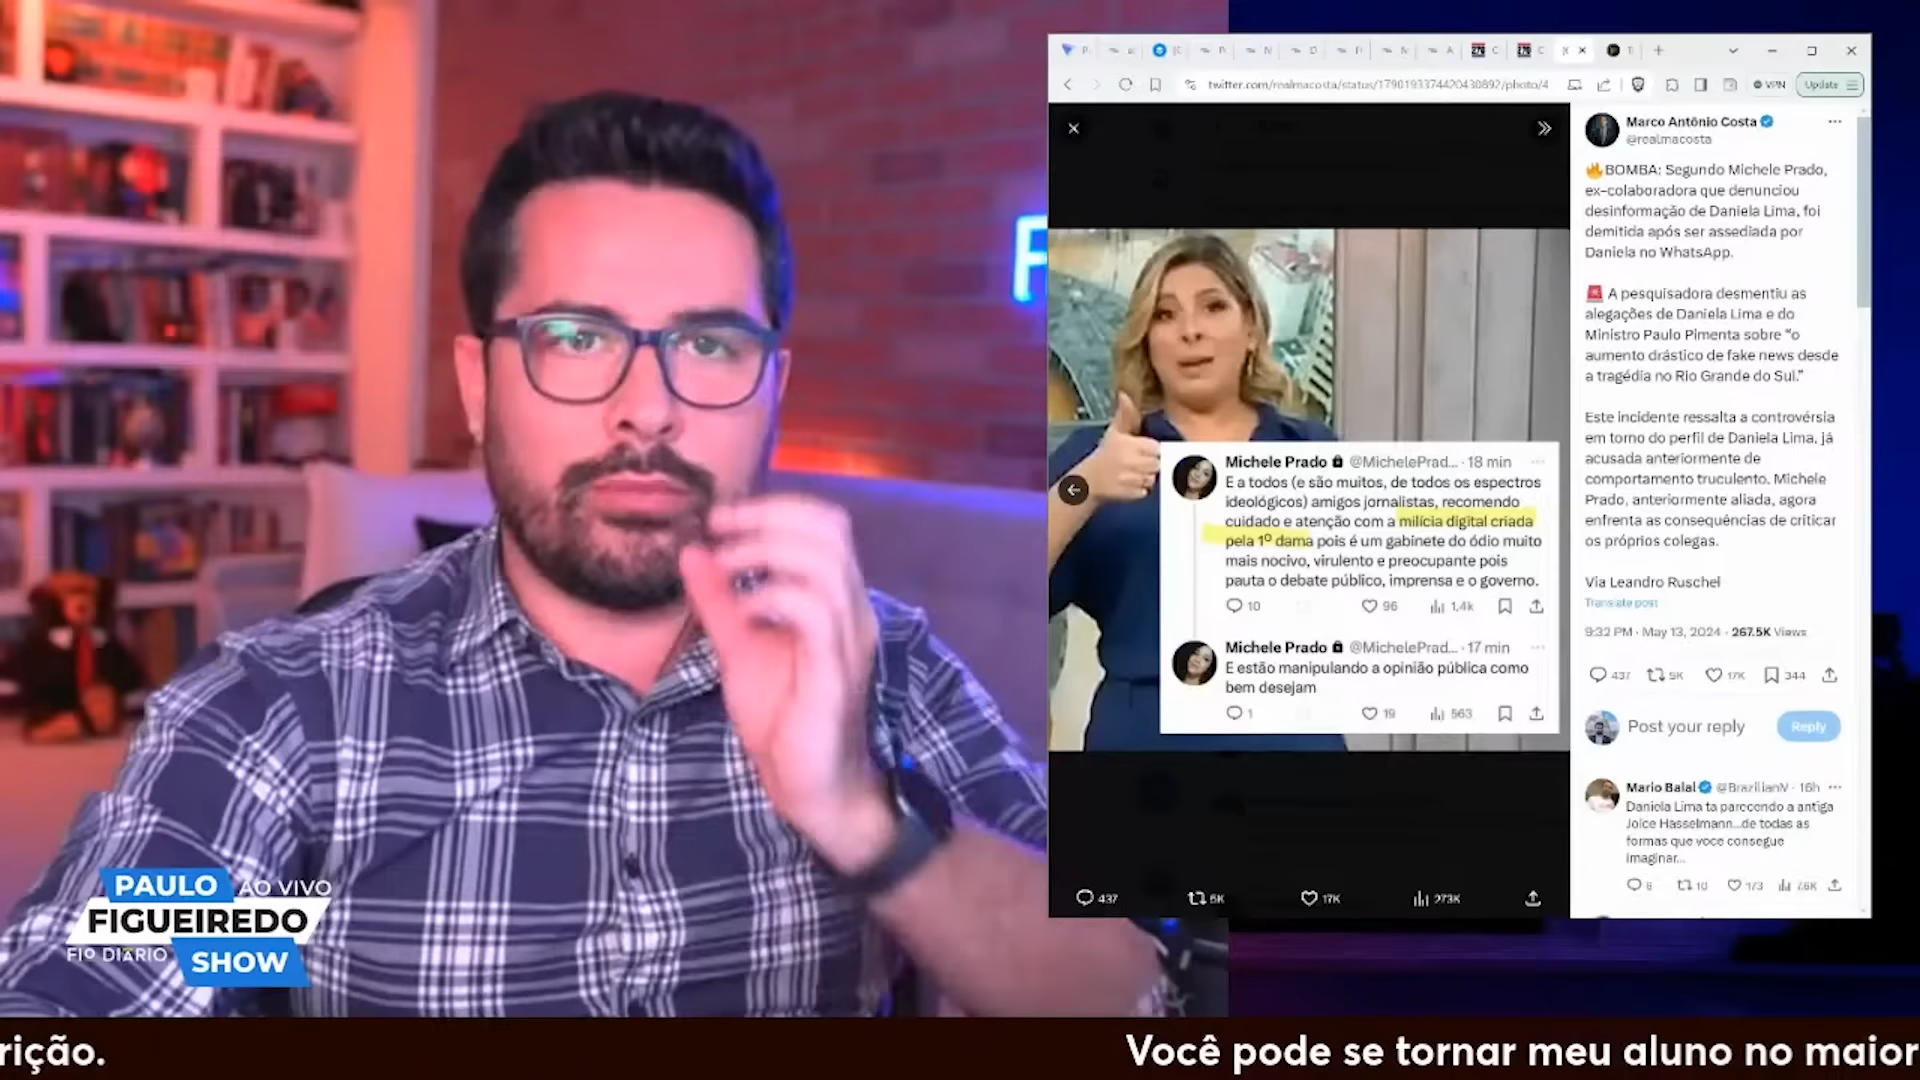 twitter.com/realmacosta/status/1790193374420430892/photo/4
VPN
Update
Marco Antônio Costa
@realmacosta
🔥BOMBA: Segundo Michele Prado,
ex-colaboradora que denunciou
desinformação de Daniela Lima, foi
demitida após ser assediada por
Daniela no WhatsApp.
🚨 A pesquisadora desmentiu as
alegações de Daniela Lima e do
Ministro Paulo Pimenta sobre “o
aumento drástico de fake news desde
a tragédia no Rio Grande do Sul.”
Este incidente ressalta a controvérsia
em torno do perfil de Daniela Lima, já
acusada anteriormente de
comportamento truculento. Michele
Prado, anteriormente aliada, agora
enfrenta as consequências de criticar
os próprios colegas.
Via Leandro Ruschel
Translate post
9:32 PM · May 13, 2024 · 267.5K Views
437 5K 17K 344
Post your reply
Reply
Mario Balal @BrazilianV · 16h
Daniela Lima ta parecendo a antiga
Joice Hasselmann...de todas as
formas que voce consegue
imaginar...
6 10 173 7.6K
Michele Prado @MichelePrad... · 18 min
E a todos (e são muitos, de todos os espectros
ideológicos) amigos jornalistas, recomendo
cuidado e atenção com a milícia digital criada
pela 1º dama pois é um gabinete do ódio muito
mais nocivo, virulento e preocupante pois
pauta o debate público, imprensa e o governo.
10 96 1,4k
Michele Prado @MichelePrad... · 17 min
E estão manipulando a opinião pública como
bem desejam
1 19 563
437 5K 17K 273K
PAULO AO VIVO
FIGUEIREDO
FIO DIÁRIO SHOW
rição. Você pode se tornar meu aluno no maior